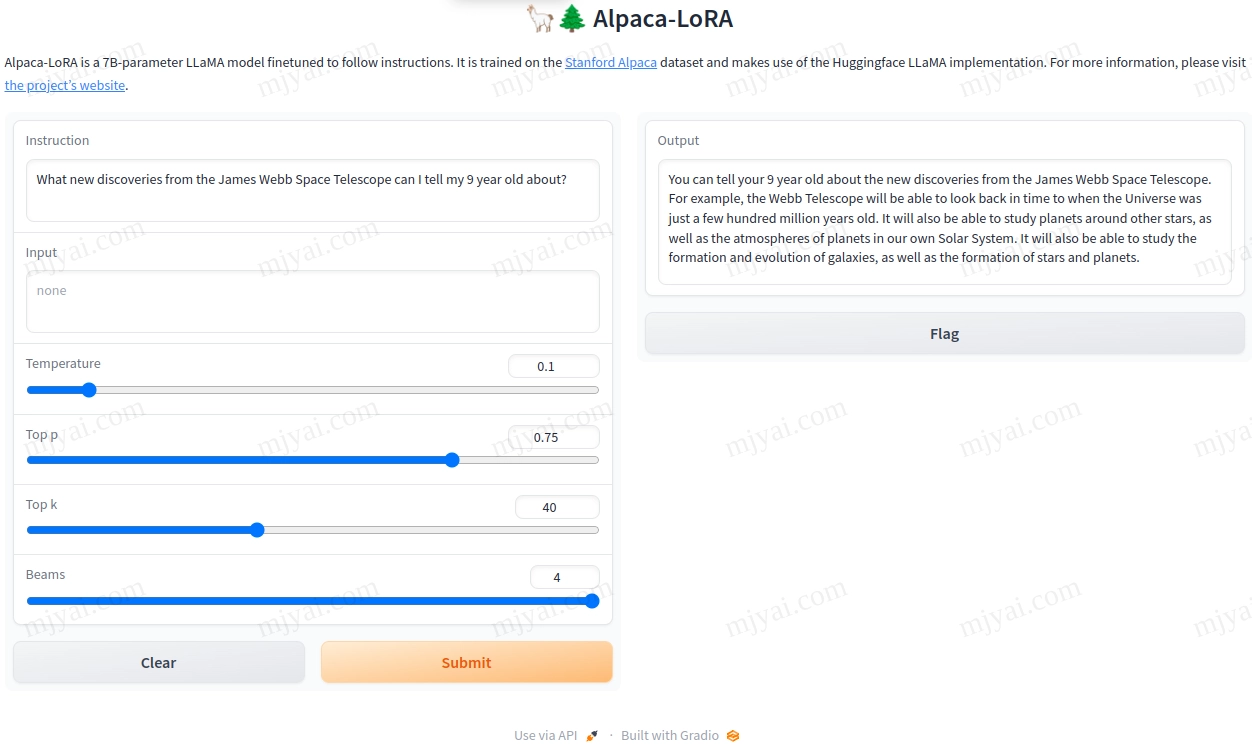 🦙🌲 Alpaca-LoRA
Alpaca-LoRA is a 7B-parameter LLaMA model finetuned to follow instructions. It is trained on the Stanford Alpaca dataset and makes use of the Huggingface LLaMA implementation. For more information, please visit
the project's website.
Instruction
What new discoveries from the James Webb Space Telescope can I tell my 9 year old about?
Input
none
Temperature
0.1
Top p
0.75
Top k
40
Beams
4
Clear
Submit
Output
You can tell your 9 year old about the new discoveries from the James Webb Space Telescope.
For example, the Webb Telescope will be able to look back in time to when the Universe was
just a few hundred million years old. It will also be able to study planets around other stars, as
well as the atmospheres of planets in our own Solar System. It will also be able to study the
formation and evolution of galaxies, as well as the formation of stars and planets.
Flag
Use via API 🚀 · Built with Gradio
mjyai.com